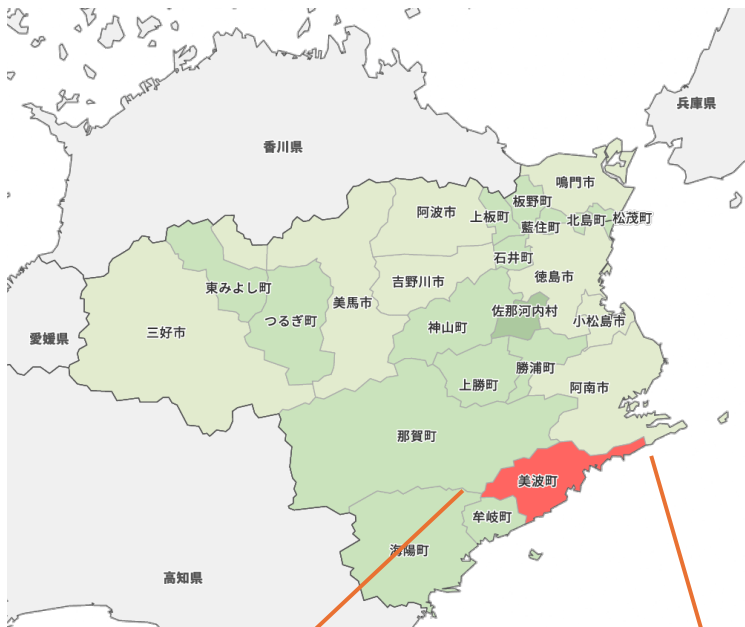 兵庫県
香川県
鳴門市
板野町
阿波市
上板町
北島町
松茂町
藍住町
石井町
徳島市
吉野川市
東みよし町
美馬市
佐那河内村
つるぎ町
小松島市
神山町
三好市
愛媛県
勝浦町
上勝町
阿南市
那賀町
美波町
牟岐町
海陽町
高知県